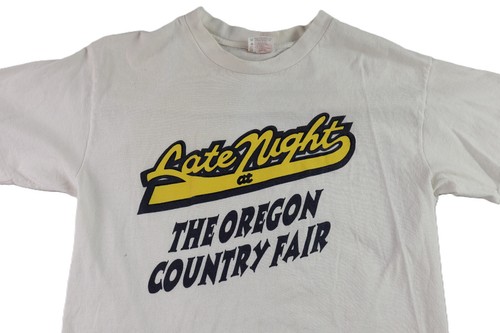 Late Night
at
THE OREGON
COUNTRY FAIR